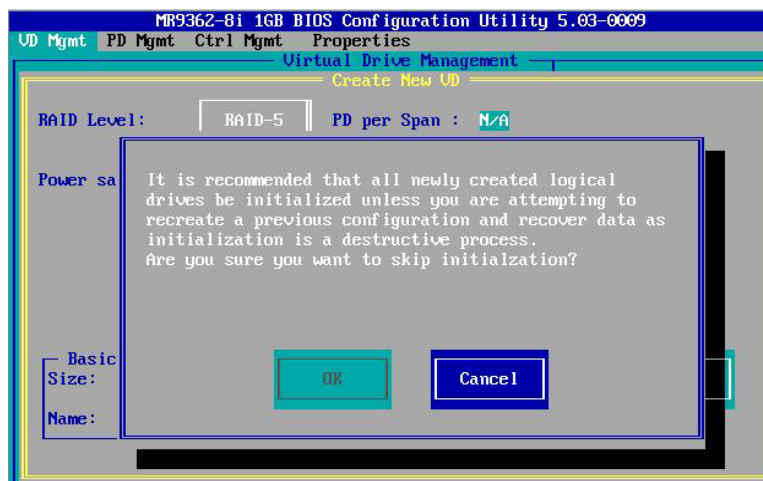 MR9362-8i 1GB BIOS Configuration Utility 5.03-0009
VD Mgmt PD Mgmt Ctrl Mgmt Properties
Virtual Drive Management
Create New VD
RAID Level: RAID-5 PD per Span : N/A
Power sa
It is recommended that all newly created logical
drives be initialized unless you are attempting to
recreate a previous configuration and recover data as
initialization is a destructive process.
Are you sure you want to skip initialzation?
Basic
Size:
OK Cancel
Name: